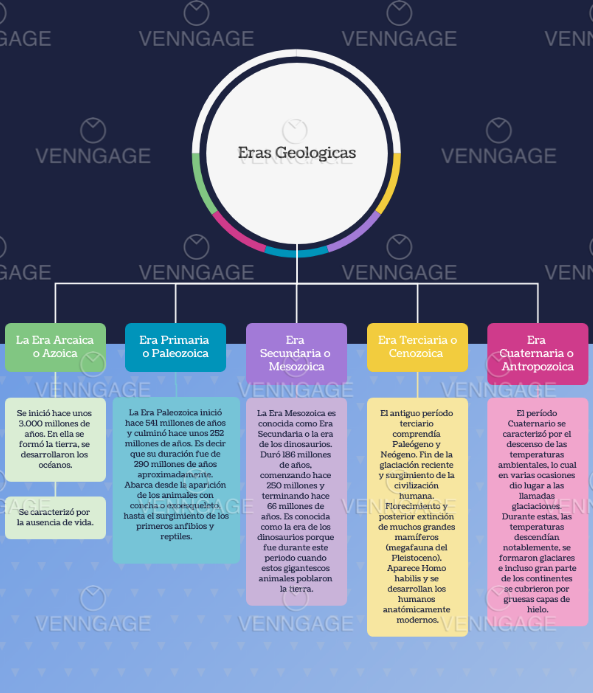 Eras Geologicas
La Era Arcaica
o Azoica
Era Primaria
o Paleozoica
Era
Secundaria o
Mesozoica
Era Terciaria o
Cenozoica
Era
Cuaternaria o
Antropozoica
Se inició hace unos
3.000 millones de
años. En ella se
formó la tierra, se
desarrollaron los
océanos.
Se caracterizó por
la ausencia de vida.
La Era Paleozoica inició
hace 541 millones de años
y culminó hace unos 252
millones de años. Es decir
que su duración fue de
290 millones de años
aproximadamente.
Abarca desde la aparición
de los animales con
concha o exoesqueleto
hasta el surgimiento de los
primeros anfibios y
reptiles.
La Era Mesozoica es
conocida como Era
Secundaria o la era
de los dinosaurios.
Duró 186 millones
de años,
comenzando hace
250 millones y
terminando hace
66 millones de
años. Es conocida
como la era de los
dinosaurios porque
fue durante este
periodo cuando
estos gigantescos
animales poblaron
la tierra.
El antiguo período
terciario
comprendía
Paleógeno y
Neógeno. Fin de la
glaciación reciente
y surgimiento de la
civilización
humana.
Florecimiento y
posterior extinción
de muchos grandes
mamíferos
(megafauna del
Pleistoceno).
Aparece Homo
habilis y se
desarrollan los
humanos
anatómicamente
modernos.
El período
Cuaternario se
caracterizó por el
descenso de las
temperaturas
ambientales, lo cual
en varias ocasiones
dio lugar a las
llamadas
glaciaciones.
Durante estas, las
temperaturas
descendían
notablemente, se
formaron glaciares
e incluso gran parte
de los continentes
se cubrieron por
gruesas capas de
hielo.
VENNGAGE